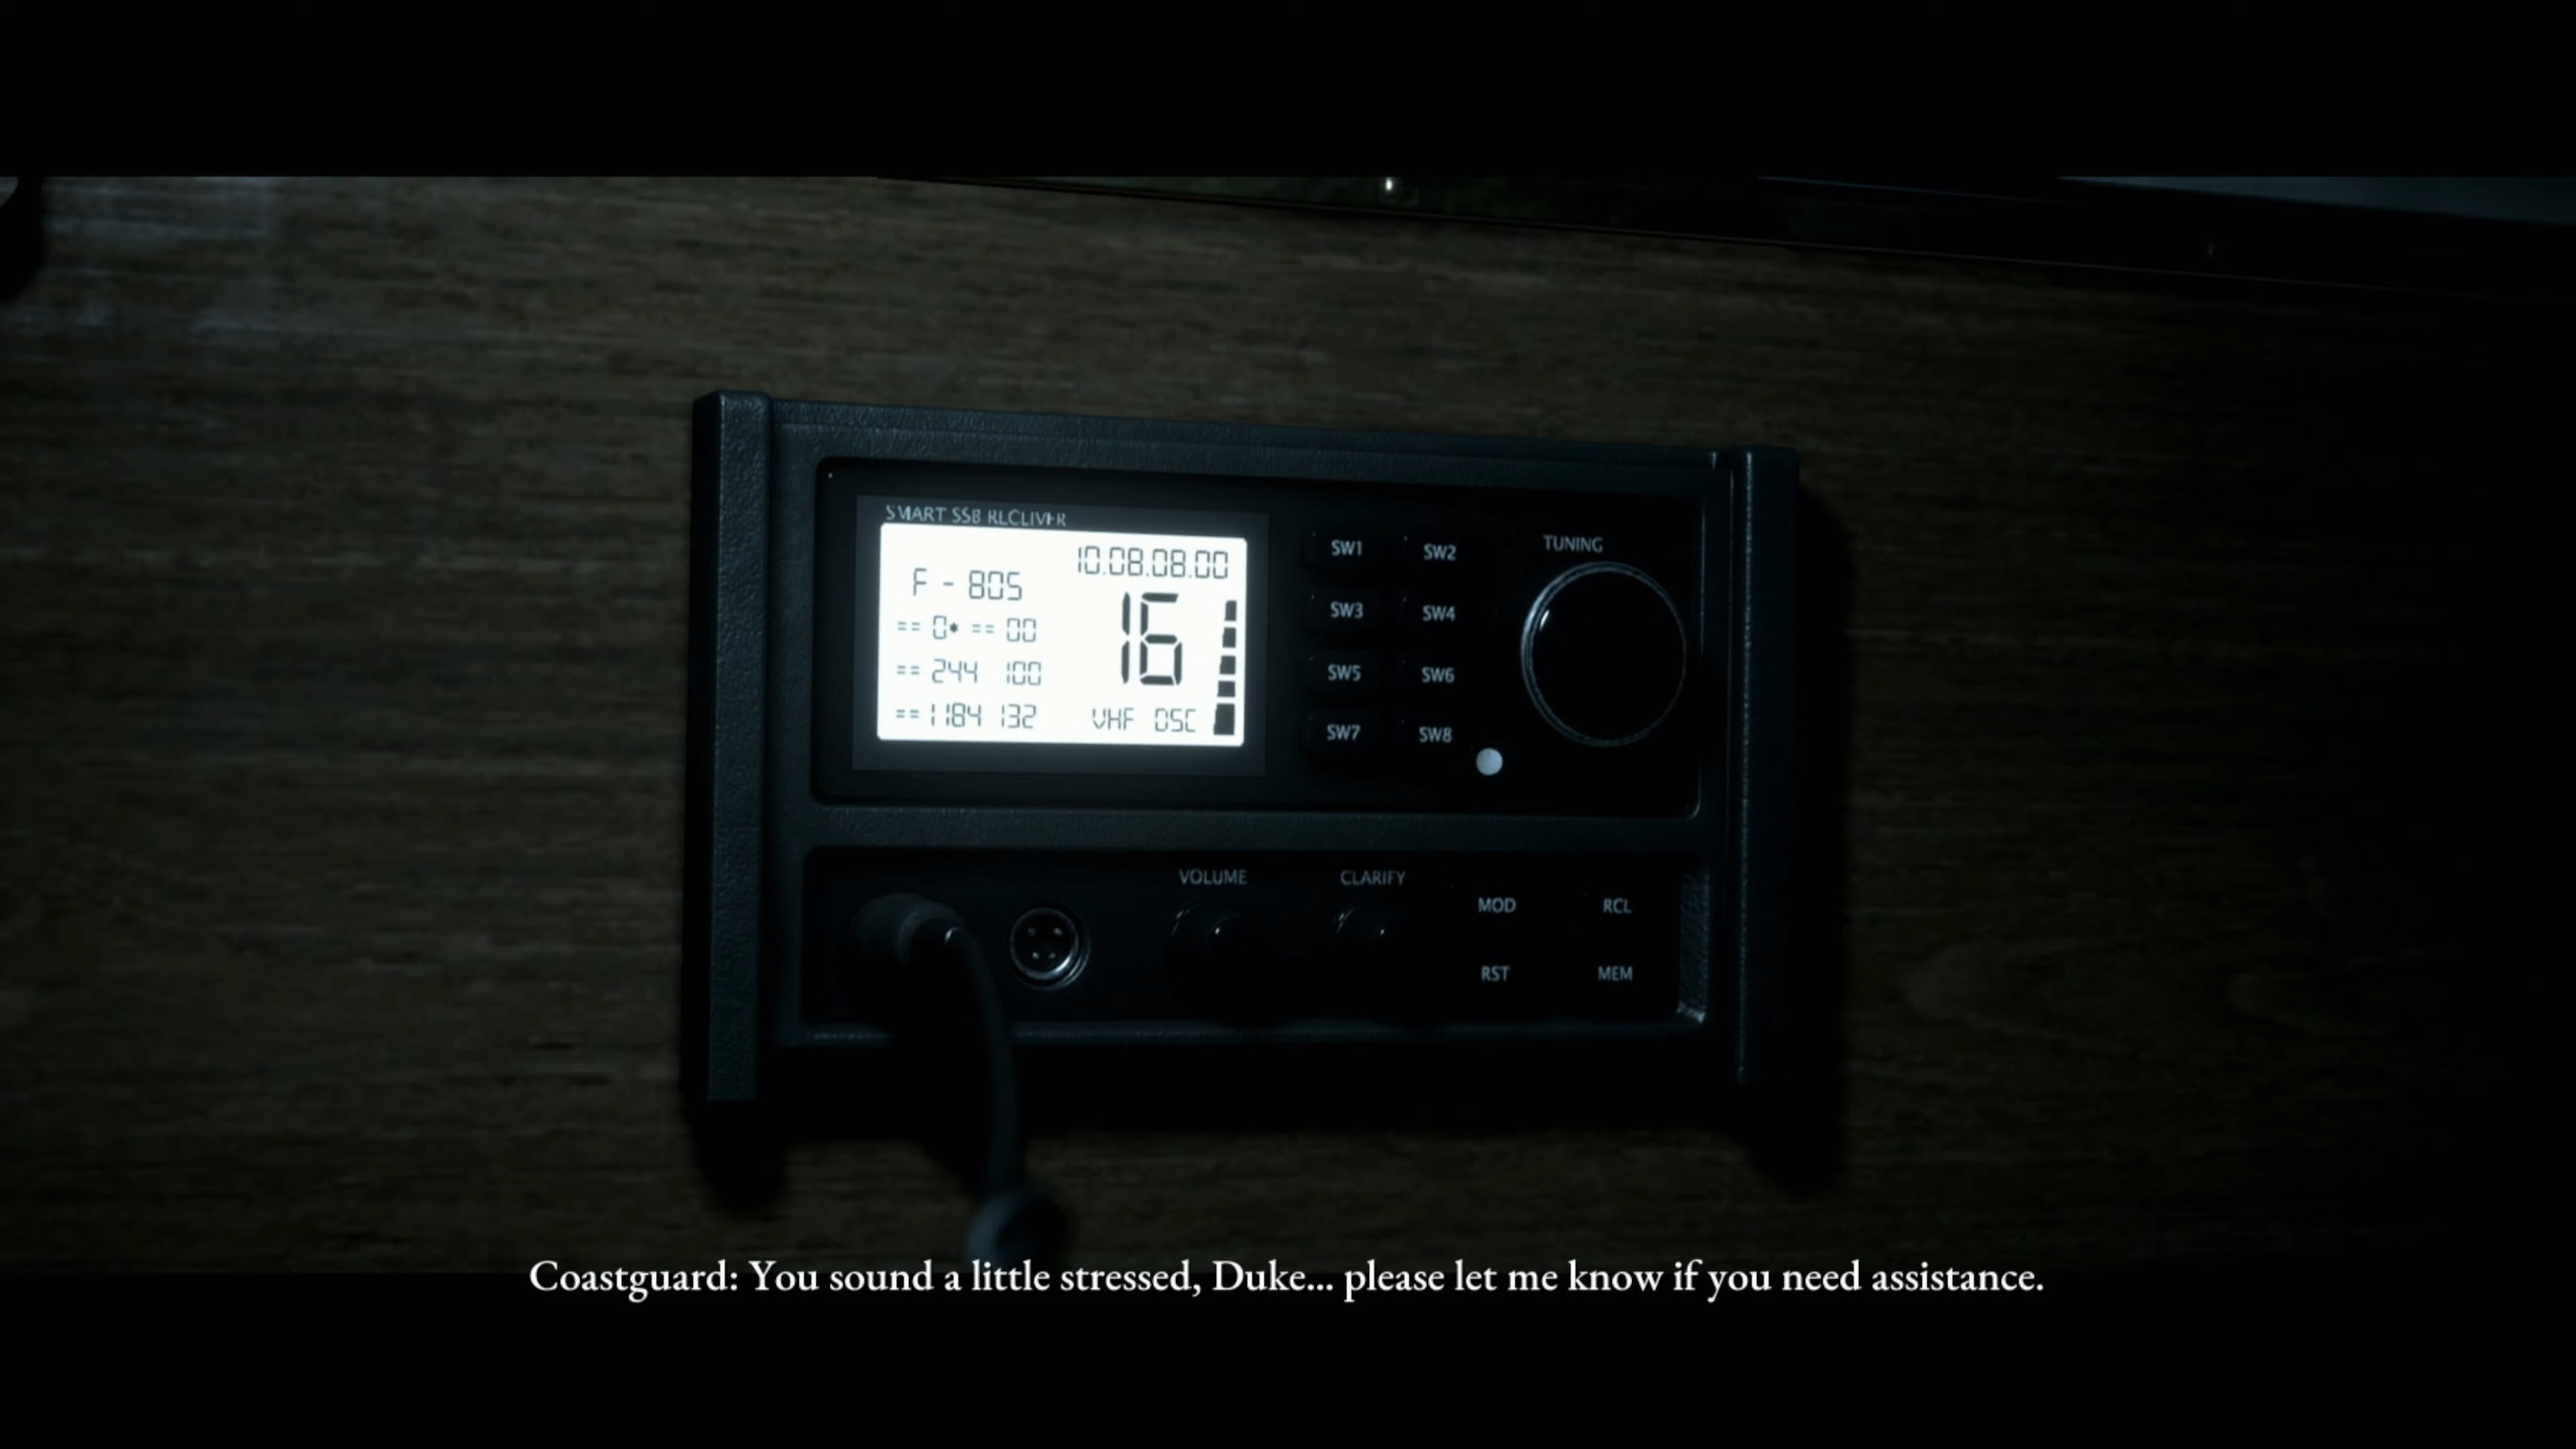 SMART SSB RECEIVER
10.08.08.00
F - 805
16
== 0* == 00
== 244 100
== 1184 132
VHF DSC
SW1 SW2
SW3 SW4
SW5 SW6
SW7 SW8
TUNING
VOLUME
CLARIFY
MOD RCL
RST MEM
Coastguard: You sound a little stressed, Duke... please let me know if you need assistance.